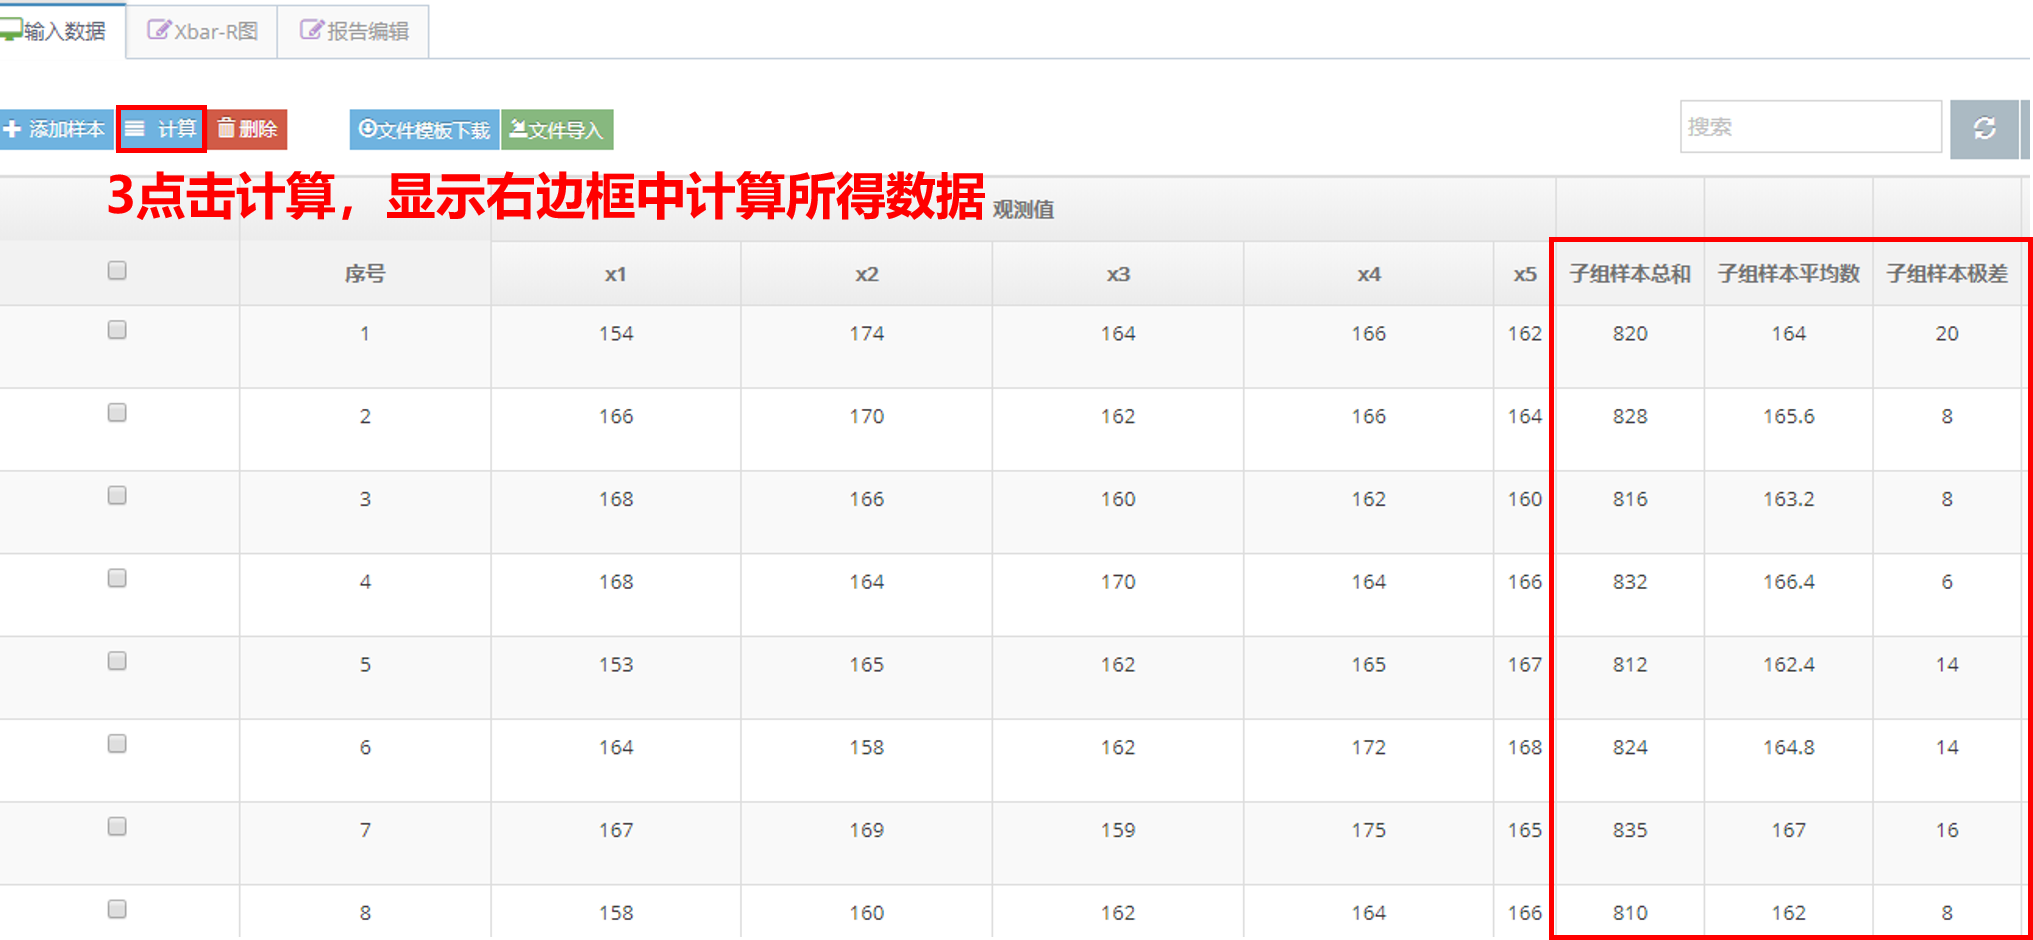 输入数据 Xbar-R图 报告编辑
添加样本 计算 删除 文件模板下载 文件导入 搜索
3点击计算，显示右边框中计算所得数据 观测值
序号 x1 x2 x3 x4 x5 子组样本总和 子组样本平均数 子组样本极差
1 154 174 164 166 162 820 164 20
2 166 170 162 166 164 828 165.6 8
3 168 166 160 162 160 816 163.2 8
4 168 164 170 164 166 832 166.4 6
5 153 165 162 165 167 812 162.4 14
6 164 158 162 172 168 824 164.8 14
7 167 169 159 175 165 835 167 16
8 158 160 162 164 166 810 162 8